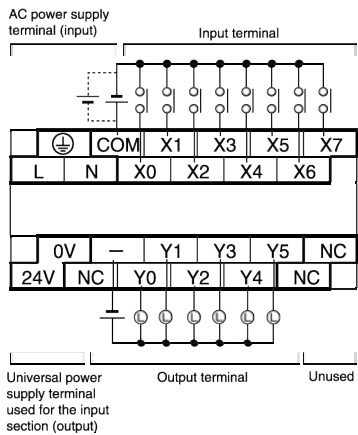 AC power supply
terminal (input)
Input terminal
COM X1 X3 X5 X7
L N X0 X2 X4 X6
0V – Y1 Y3 Y5 NC
24V NC Y0 Y2 Y4 NC
L L L L L L
Universal power
supply terminal
used for the input
section (output)
Output terminal
Unused